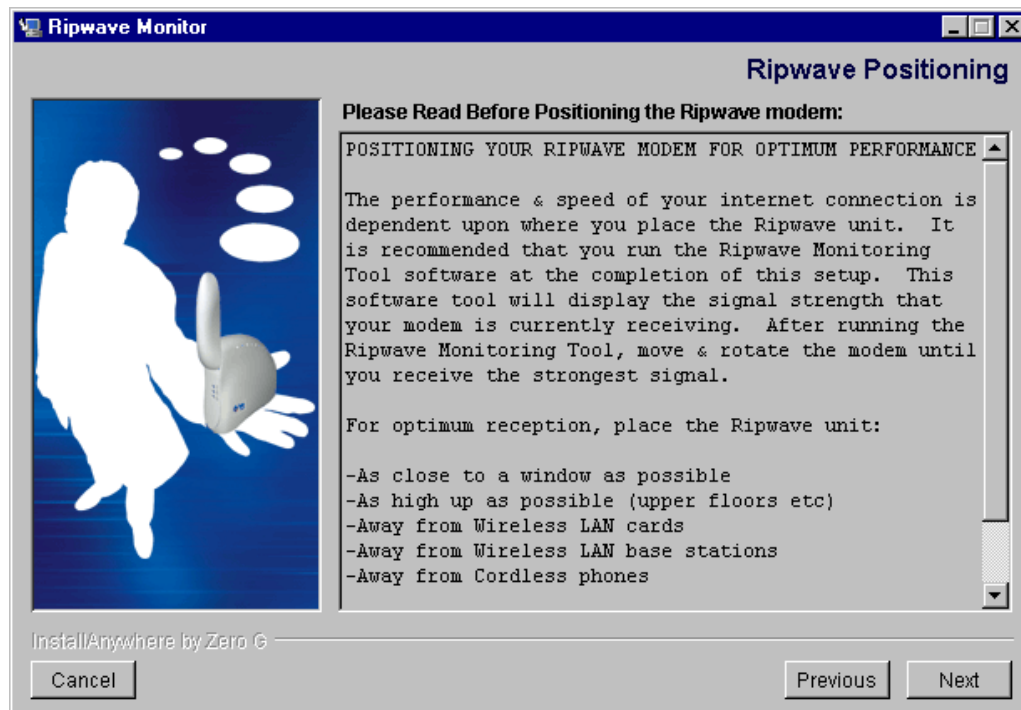 Ripwave Monitor
Ripwave Positioning
Please Read Before Positioning the Ripwave modem:
POSITIONING YOUR RIPWAVE MODEM FOR OPTIMUM PERFORMANCE
The performance & speed of your internet connection is
dependent upon where you place the Ripwave unit.  It
is recommended that you run the Ripwave Monitoring
Tool software at the completion of this setup.  This
software tool will display the signal strength that
your modem is currently receiving.  After running the
Ripwave Monitoring Tool, move & rotate the modem until
you receive the strongest signal.
For optimum reception, place the Ripwave unit:
-As close to a window as possible
-As high up as possible (upper floors etc)
-Away from Wireless LAN cards
-Away from Wireless LAN base stations
-Away from Cordless phones
InstallAnywhere by Zero G
Cancel
Previous
Next